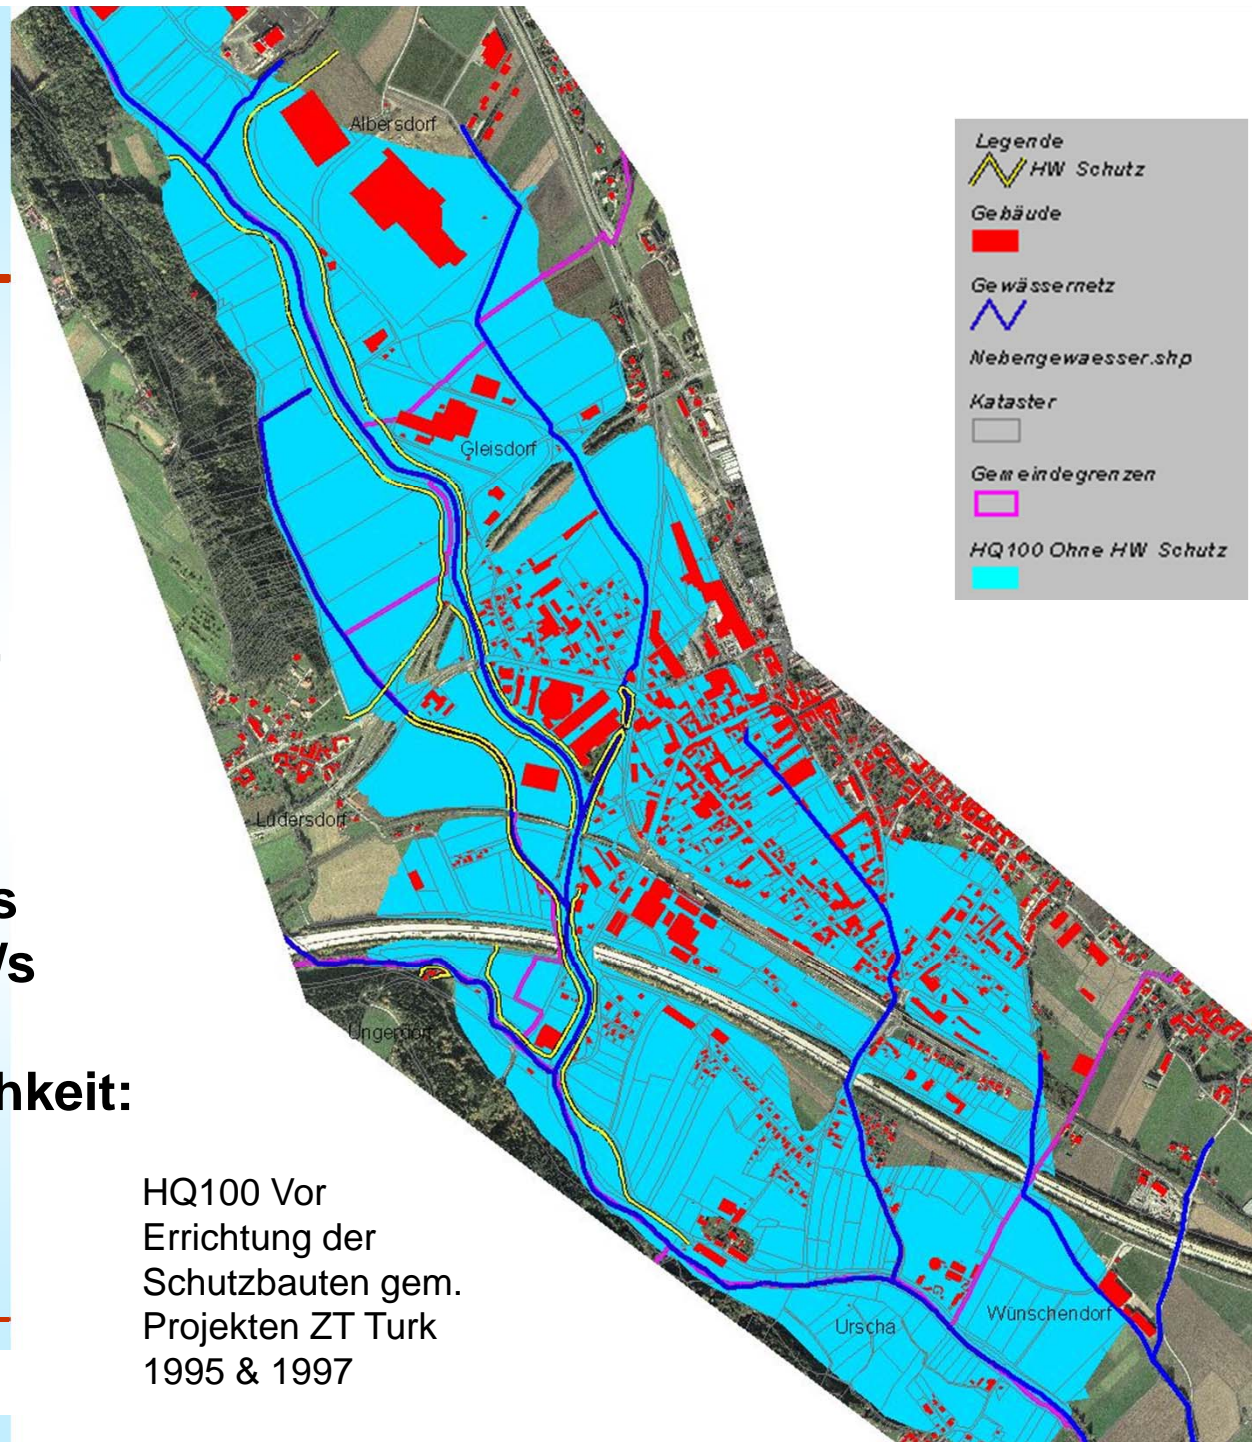 Albersdorf
Legende
HW Schutz
Gebäude
Gewässernetz
Nebengewaesser.shp
Kataster
Gemeindegrenzen
HQ100 Ohne HW Schutz
Gleisdorf
Ludersdorf
s
/s
Ungerdorf
hkeit:
HQ100 Vor
Errichtung der
Schutzbauten gem.
Projekten ZT Turk
1995 & 1997
Urscha
Wünschendorf